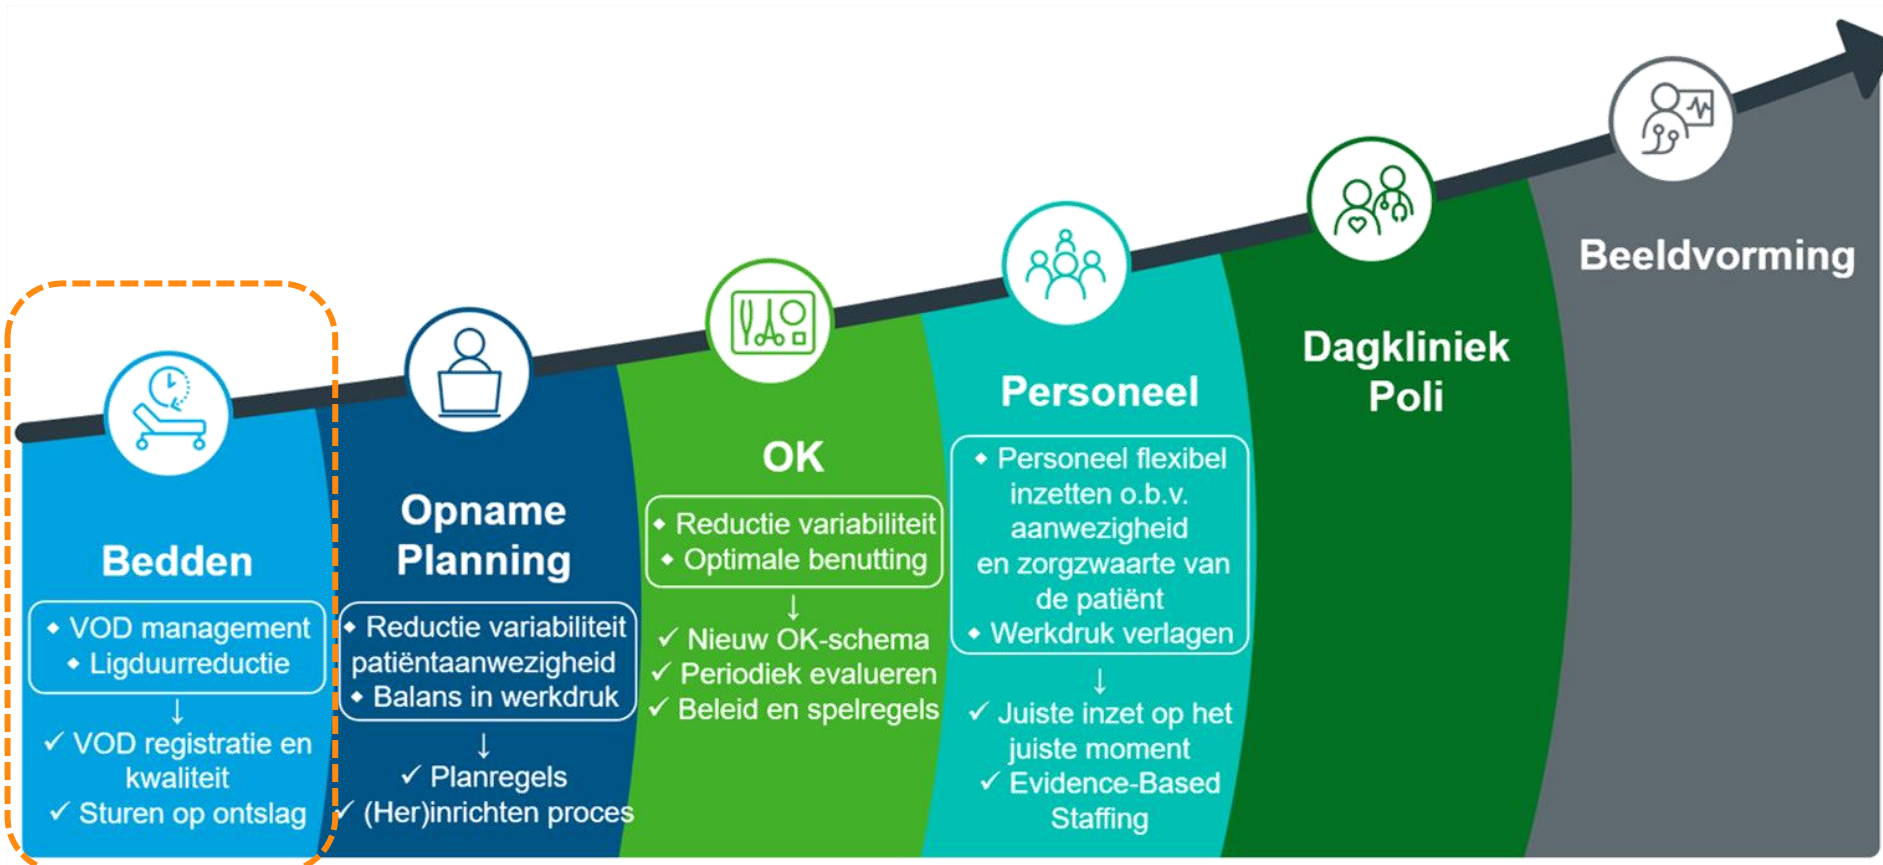 Bedden
◆ VOD management
◆ Ligduurreductie
↓
✓ VOD registratie en
kwaliteit
✓ Sturen op ontslag
Opname
Planning
◆ Reductie variabiliteit
patiëntaanwezigheid
◆ Balans in werkdruk
↓
✓ Planregels
✓ (Her)inrichten proces
OK
◆ Reductie variabiliteit
◆ Optimale benutting
↓
✓ Nieuw OK-schema
✓ Periodiek evalueren
✓ Beleid en spelregels
Personeel
◆ Personeel flexibel
inzetten o.b.v.
aanwezigheid
en zorgzwaarte van
de patiënt
◆ Werkdruk verlagen
↓
✓ Juiste inzet op het
juiste moment
✓ Evidence-Based
Staffing
Dagkliniek
Poli
Beeldvorming